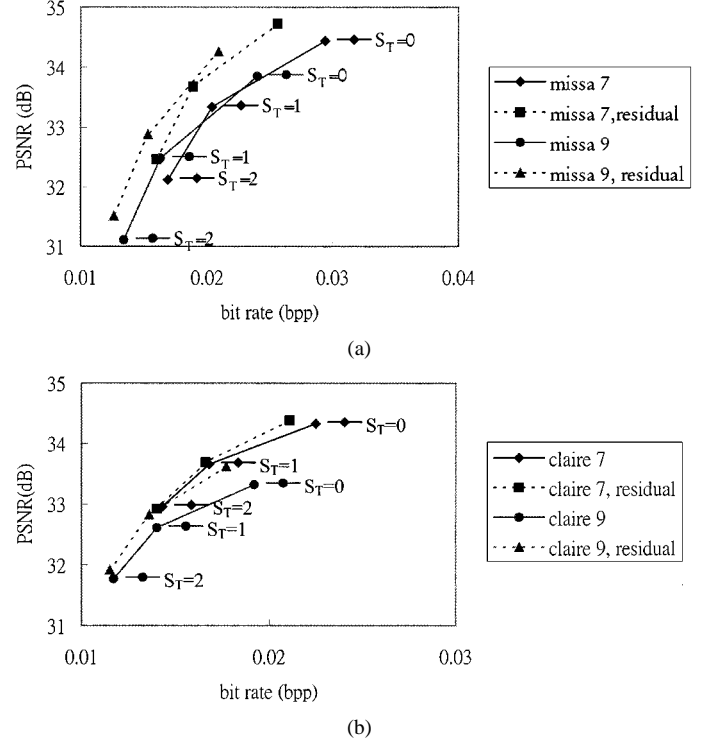 35
34
33
32
31
PSNR (dB)
S_T=0
S_T=0
S_T=1
S_T=1
S_T=2
S_T=2
0.01
0.02
0.03
0.04
bit rate (bpp)
missa 7
missa 7,residual
missa 9
missa 9, residual
(a)
35
34
33
32
31
PSNR(dB)
S_T=0
S_T=1
S_T=0
S_T=2
S_T=1
S_T=2
0.01
0.02
0.03
bit rate (bpp)
claire 7
claire 7, residual
claire 9
claire 9, residual
(b)